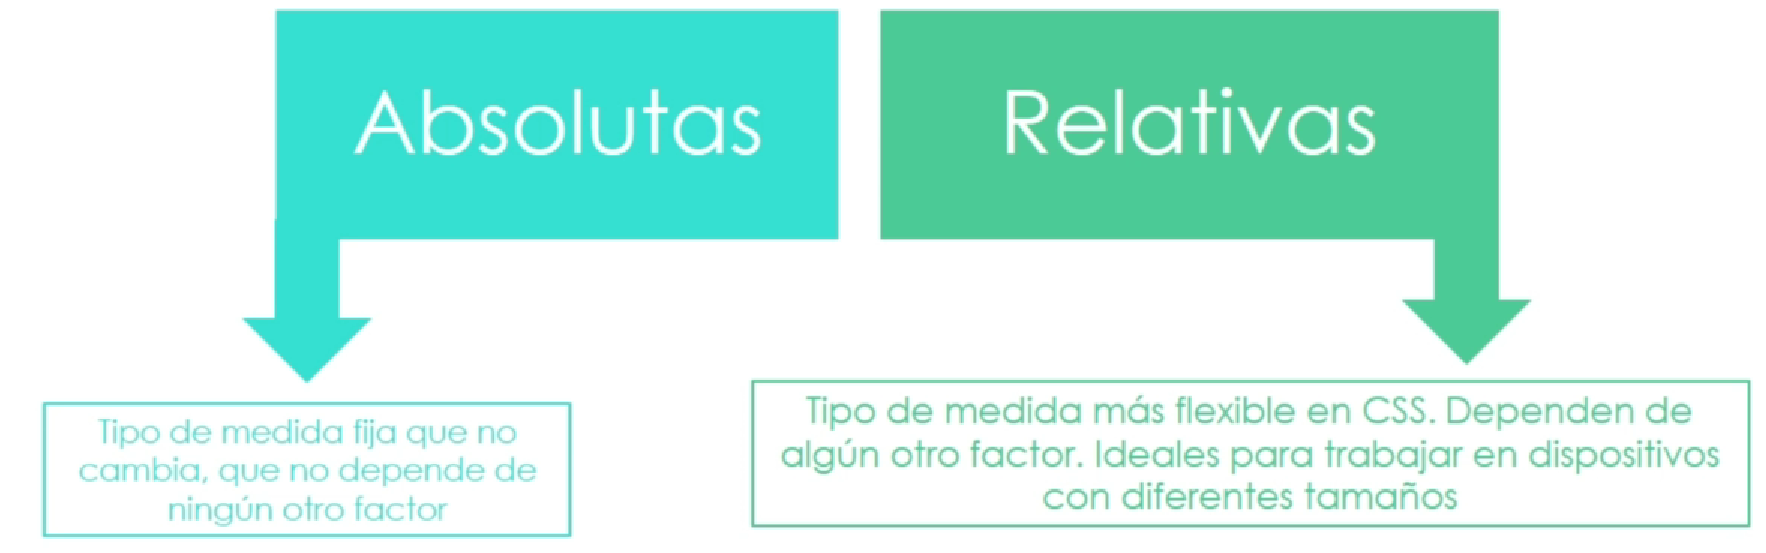 Absolutas
Relativas
Tipo de medida fija que no
cambia, que no depende de
ningún otro factor
Tipo de medida más flexible en CSS. Dependen de
algún otro factor. Ideales para trabajar en dispositivos
con diferentes tamaños